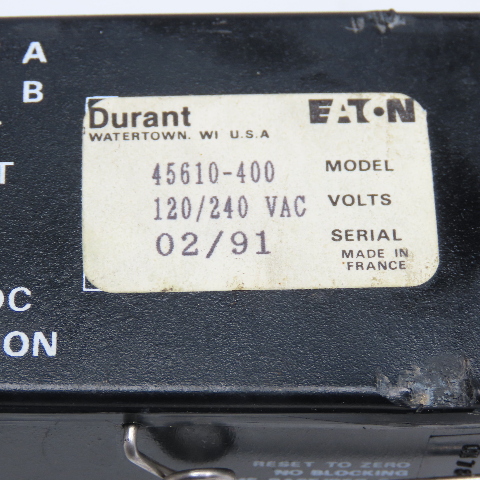 A
B
Durant EATON
WATERTOWN. WI U.S.A
T
45610-400 MODEL
120/240 VAC VOLTS
02/91 SERIAL
MADE IN
FRANCE
OC
ON
RESET TO ZERO
NO BLOCKING